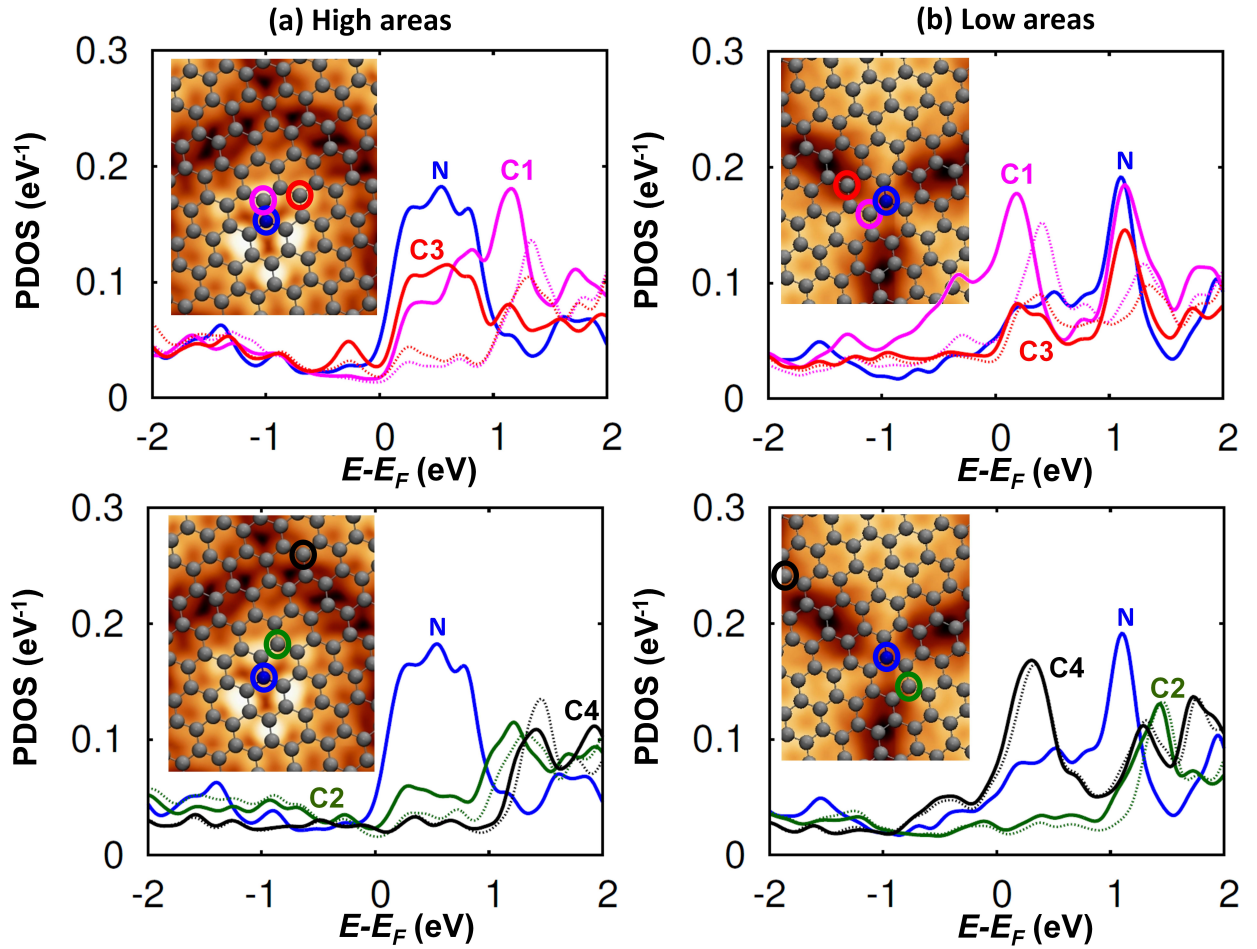 (a) High areas
(b) Low areas
0.3
0.2
0.1
0
PDOS (eV-1)
N
C1
C3
-2 -1 0 1 2
E-EF (eV)
0.3
0.2
0.1
0
PDOS (eV-1)
C1
N
C3
-2 -1 0 1 2
E-EF (eV)
0.3
0.2
0.1
0
PDOS (eV-1)
N
C4
C2
-2 -1 0 1 2
E-EF (eV)
0.3
0.2
0.1
0
PDOS (eV-1)
N
C4
C2
-2 -1 0 1 2
E-EF (eV)